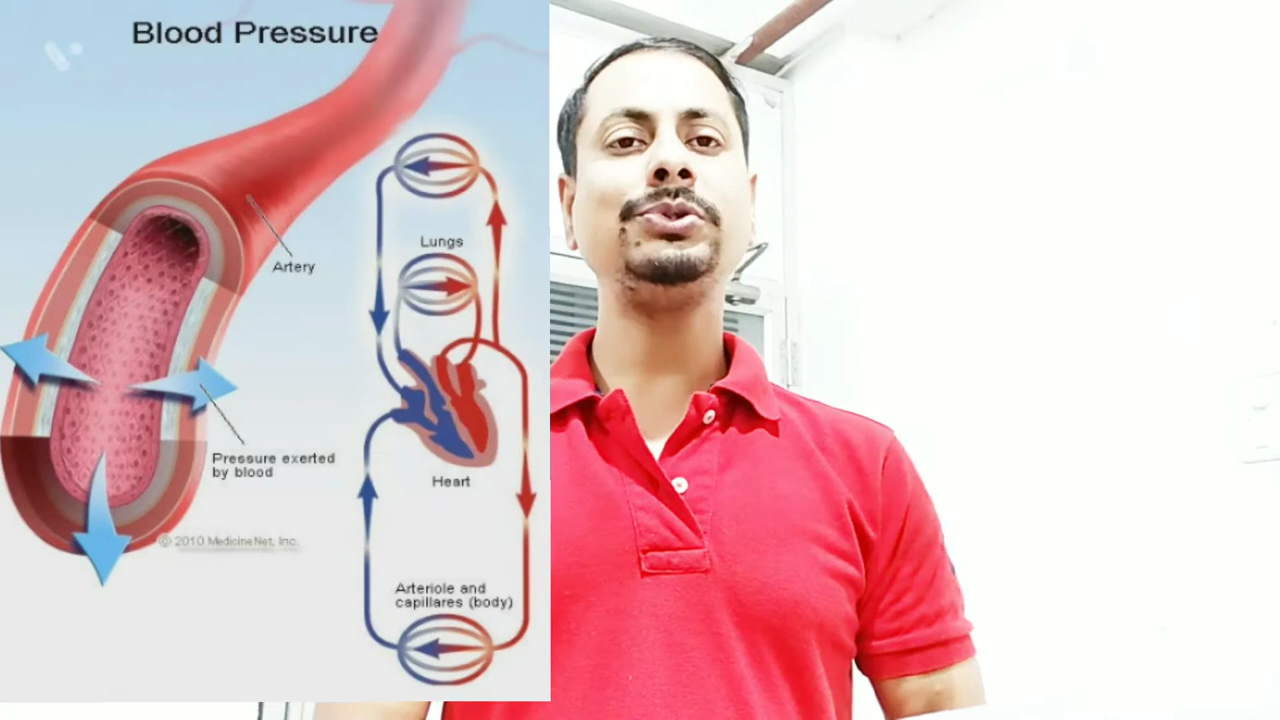 Blood Pressure
Lungs
Artery
Pressure exerted
by blood
Heart
© 2010 MedicineNet, Inc.
Arteriole and
capillares (body)